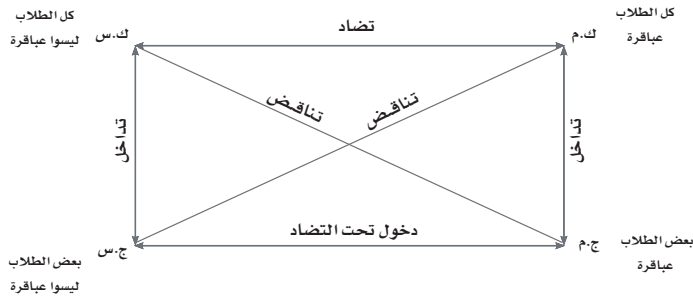 كل الطلاب
عباقرة
ك.م
تضاد
ك.س
كل الطلاب
ليسوا عباقرة
تناقض
تناقض
تداخل
تداخل
بعض الطلاب
عباقرة
ج.م
دخول تحت التضاد
ج.س
بعض الطلاب
ليسوا عباقرة